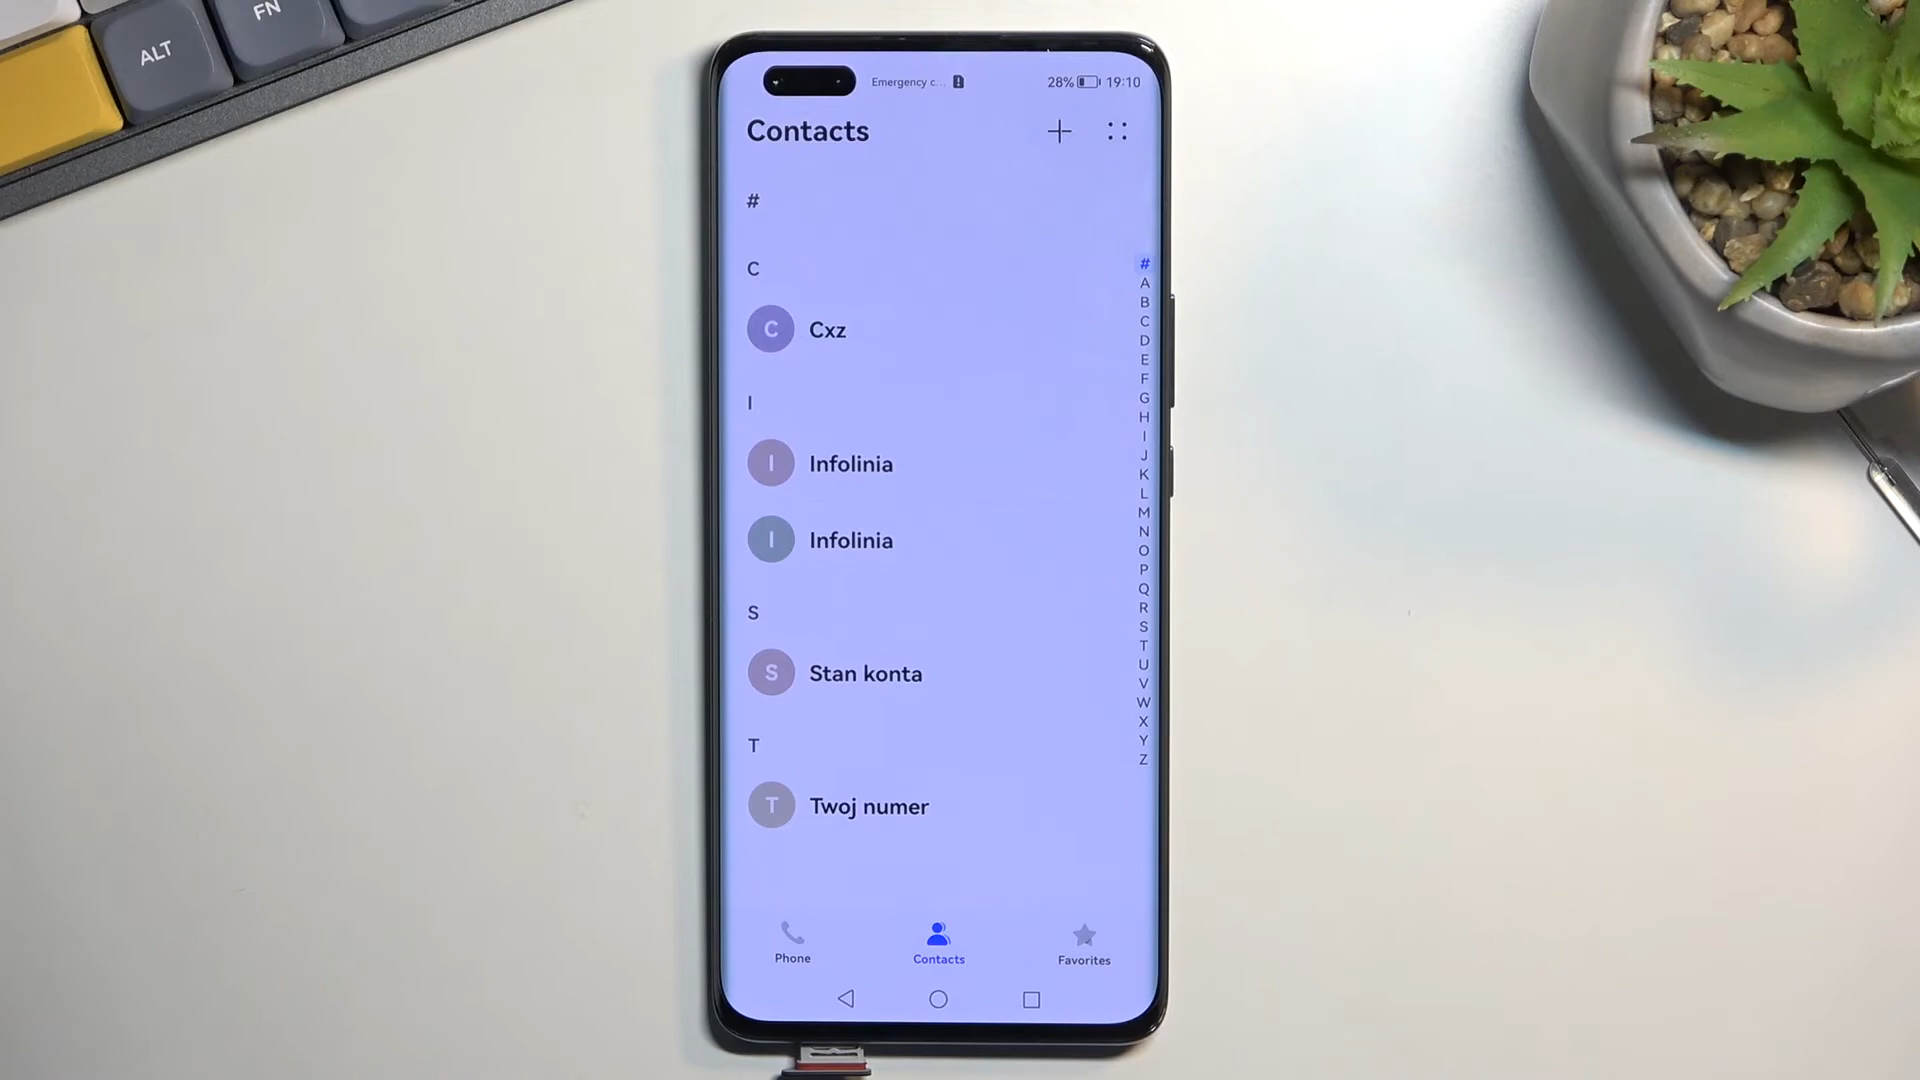 FN
ALT
Emergency c... 28% 19:10
Contacts
#
C
C Cxz
I
I Infolinia
I Infolinia
S
S Stan konta
T
T Twoj numer
#
A
B
C
D
E
F
G
H
I
J
K
L
M
N
O
P
Q
R
S
T
U
V
W
X
Y
Z
Phone
Contacts
Favorites